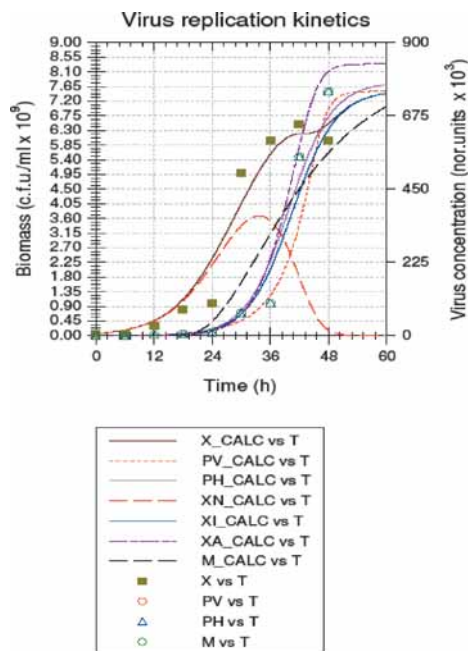 Virus replication kinetics
9.00
8.55
8.10
7.65
7.20
6.75
6.30
5.85
5.40
4.95
4.50
4.05
3.60
3.15
2.70
2.25
1.80
1.35
0.90
0.45
0.00
Biomass (c.f.u./ml x 10⁹)
900
675
450
225
0
Virus concentration (nor.units x 10³)
0 12 24 36 48 60
Time (h)
X_CALC vs T
PV_CALC vs T
PH_CALC vs T
XN_CALC vs T
XI_CALC vs T
XA_CALC vs T
M_CALC vs T
X vs T
PV vs T
PH vs T
M vs T